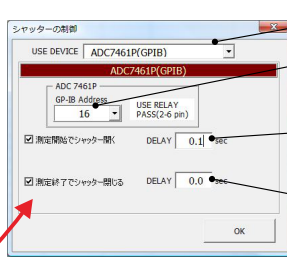 シャッターの制御
USE DEVICE ADC7461P(GPIB)
ADC7461P(GPIB)
ADC 7461P
GP-IB Address
16
USE RELAY
PASS(2-6 pin)
測定開始でシャッター開く DELAY 0.1 sec
測定終了でシャッター閉じる DELAY 0.0 sec
OK